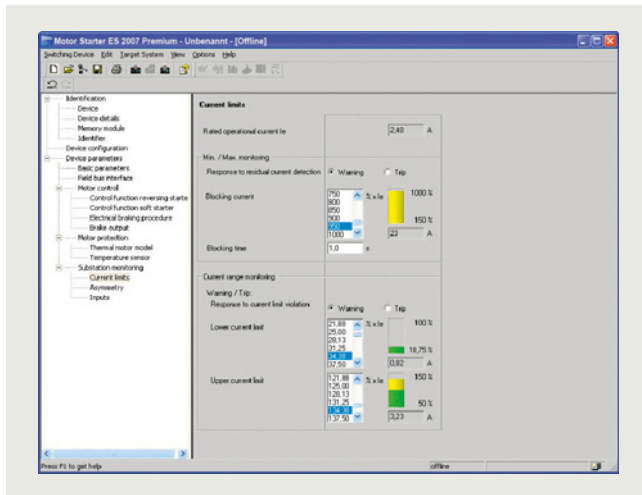 Motor Starter ES 2007 Premium - Unbenannt - [Offline]
Switching Device Edit Target System View Options Help
Identification
Device
Device details
Memory module
Identifier
Device configuration
Device parameters
Basic parameters
Field bus interface
Motor control
Control function reversing starte
Control function soft starter
Electrical braking procedure
Brake output
Motor protection
Thermal motor model
Temperature sensor
Substation monitoring
Current limits
Asymmetry
Inputs
Current limits
Rated operational current Ie 2,40 A
Min. / Max. monitoring
Response to residual current detection Warning Trip
Blocking current
750
800
850
900
950
1000
% x Ie
1000 %
150 %
23 A
Blocking time 1,0 s
Current range monitoring
Warning / Trip:
Response to current limit violation Warning Trip
Lower current limit
21,88
25,00
28,13
31,25
34,38
37,50
% x Ie
100 %
18,75 %
0,82 A
Upper current limit
121,88
125,00
128,13
131,25
134,38
137,50
% x Ie
150 %
50 %
3,23 A
Press F1 to get help
offline